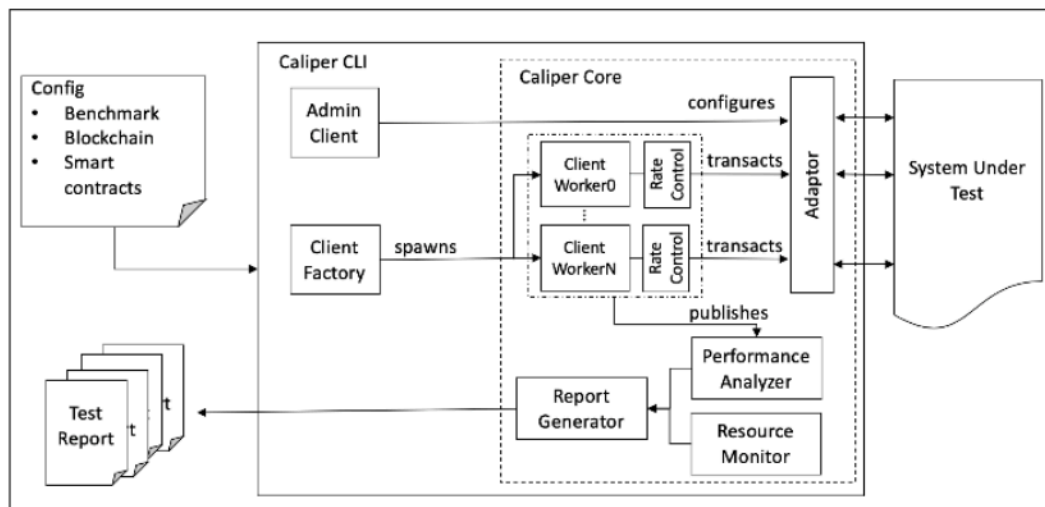 Config
• Benchmark
• Blockchain
• Smart
contracts
Caliper CLI
Admin
Client
Client
Factory
spawns
Caliper Core
configures
Client
Worker0
Rate
Control
transacts
Client
WorkerN
Rate
Control
transacts
Adaptor
System Under
Test
publishes
Performance
Analyzer
Resource
Monitor
Report
Generator
Test
Report
t
t
t